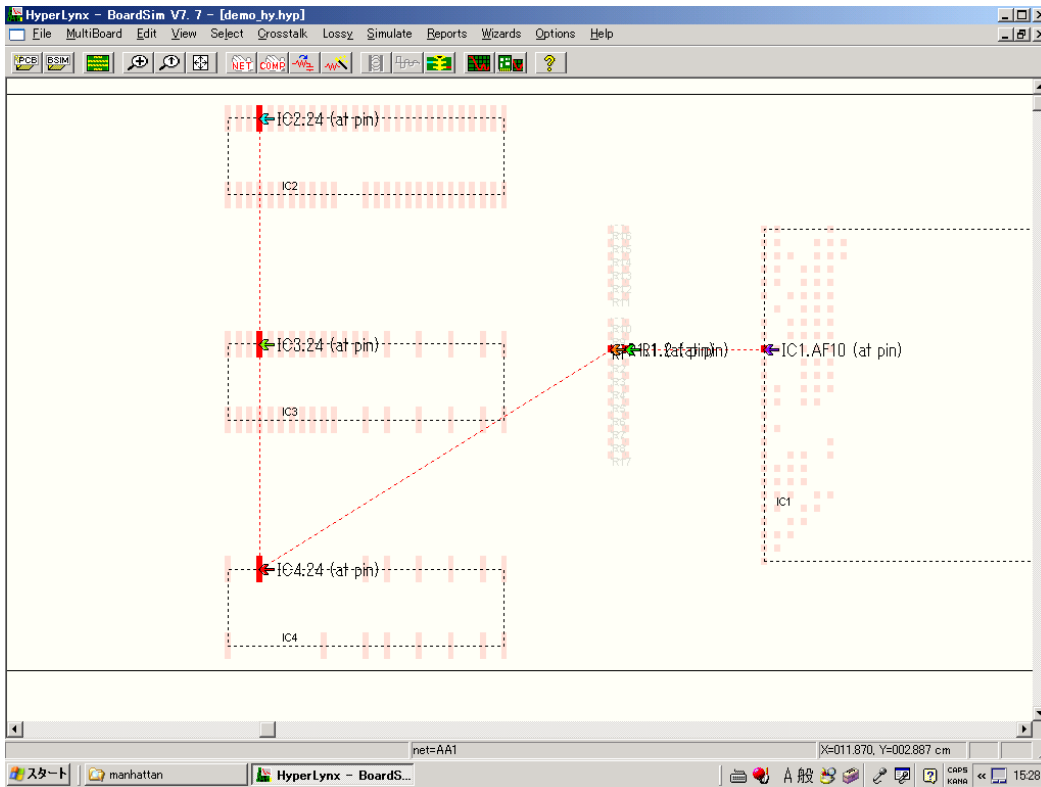 HyperLynx - BoardSim V7. 7 - [demo_hy.hyp]
File MultiBoard Edit View Select Crosstalk Lossy Simulate Reports Wizards Options Help
PCB BSIM NET COMP
IC2.24 (at pin)
IC2
IC3.24 (at pin)
IC1.AF10 (at pin)
IC3
IC1
IC4.24 (at pin)
IC4
net=AA1 X=011.870, Y=002.887 cm
スタート manhattan HyperLynx - BoardS... A 般 CAPS KANA « 15:28